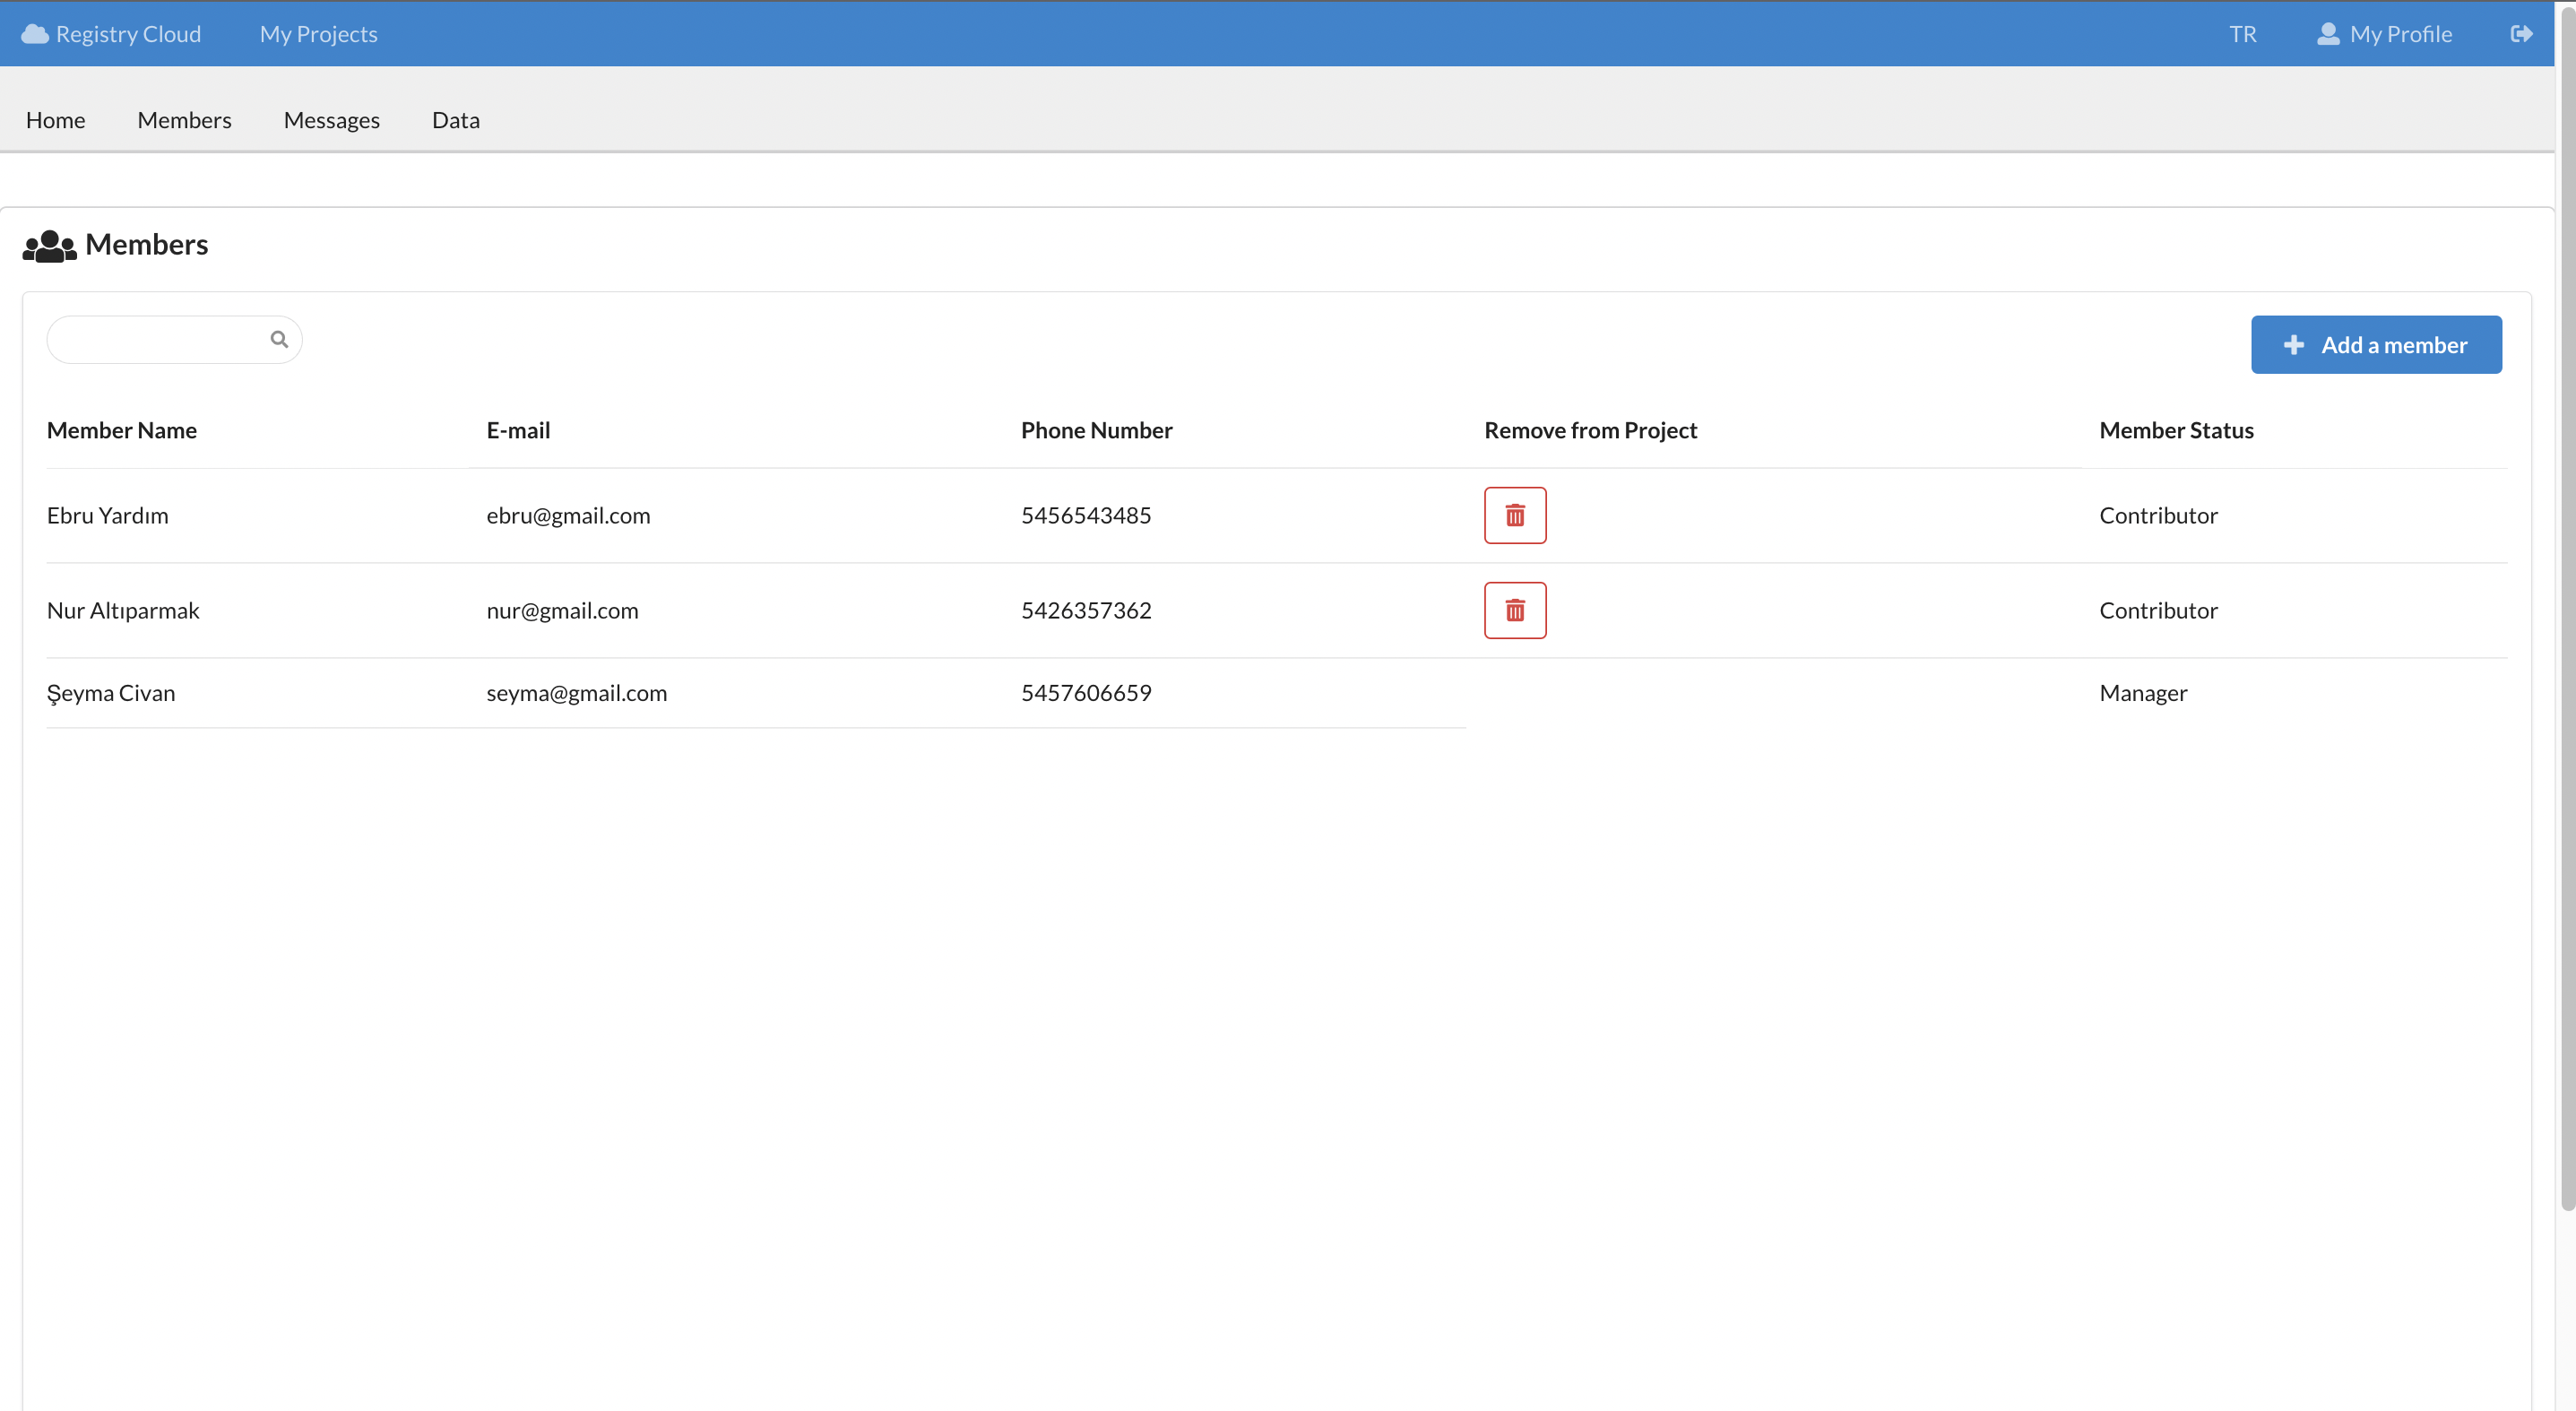 Registry Cloud My Projects TR My Profile
Home Members Messages Data
Members
Add a member
Member Name E-mail Phone Number Remove from Project Member Status
Ebru Yardım ebru@gmail.com 5456543485 Contributor
Nur Altıparmak nur@gmail.com 5426357362 Contributor
Şeyma Civan seyma@gmail.com 5457606659 Manager